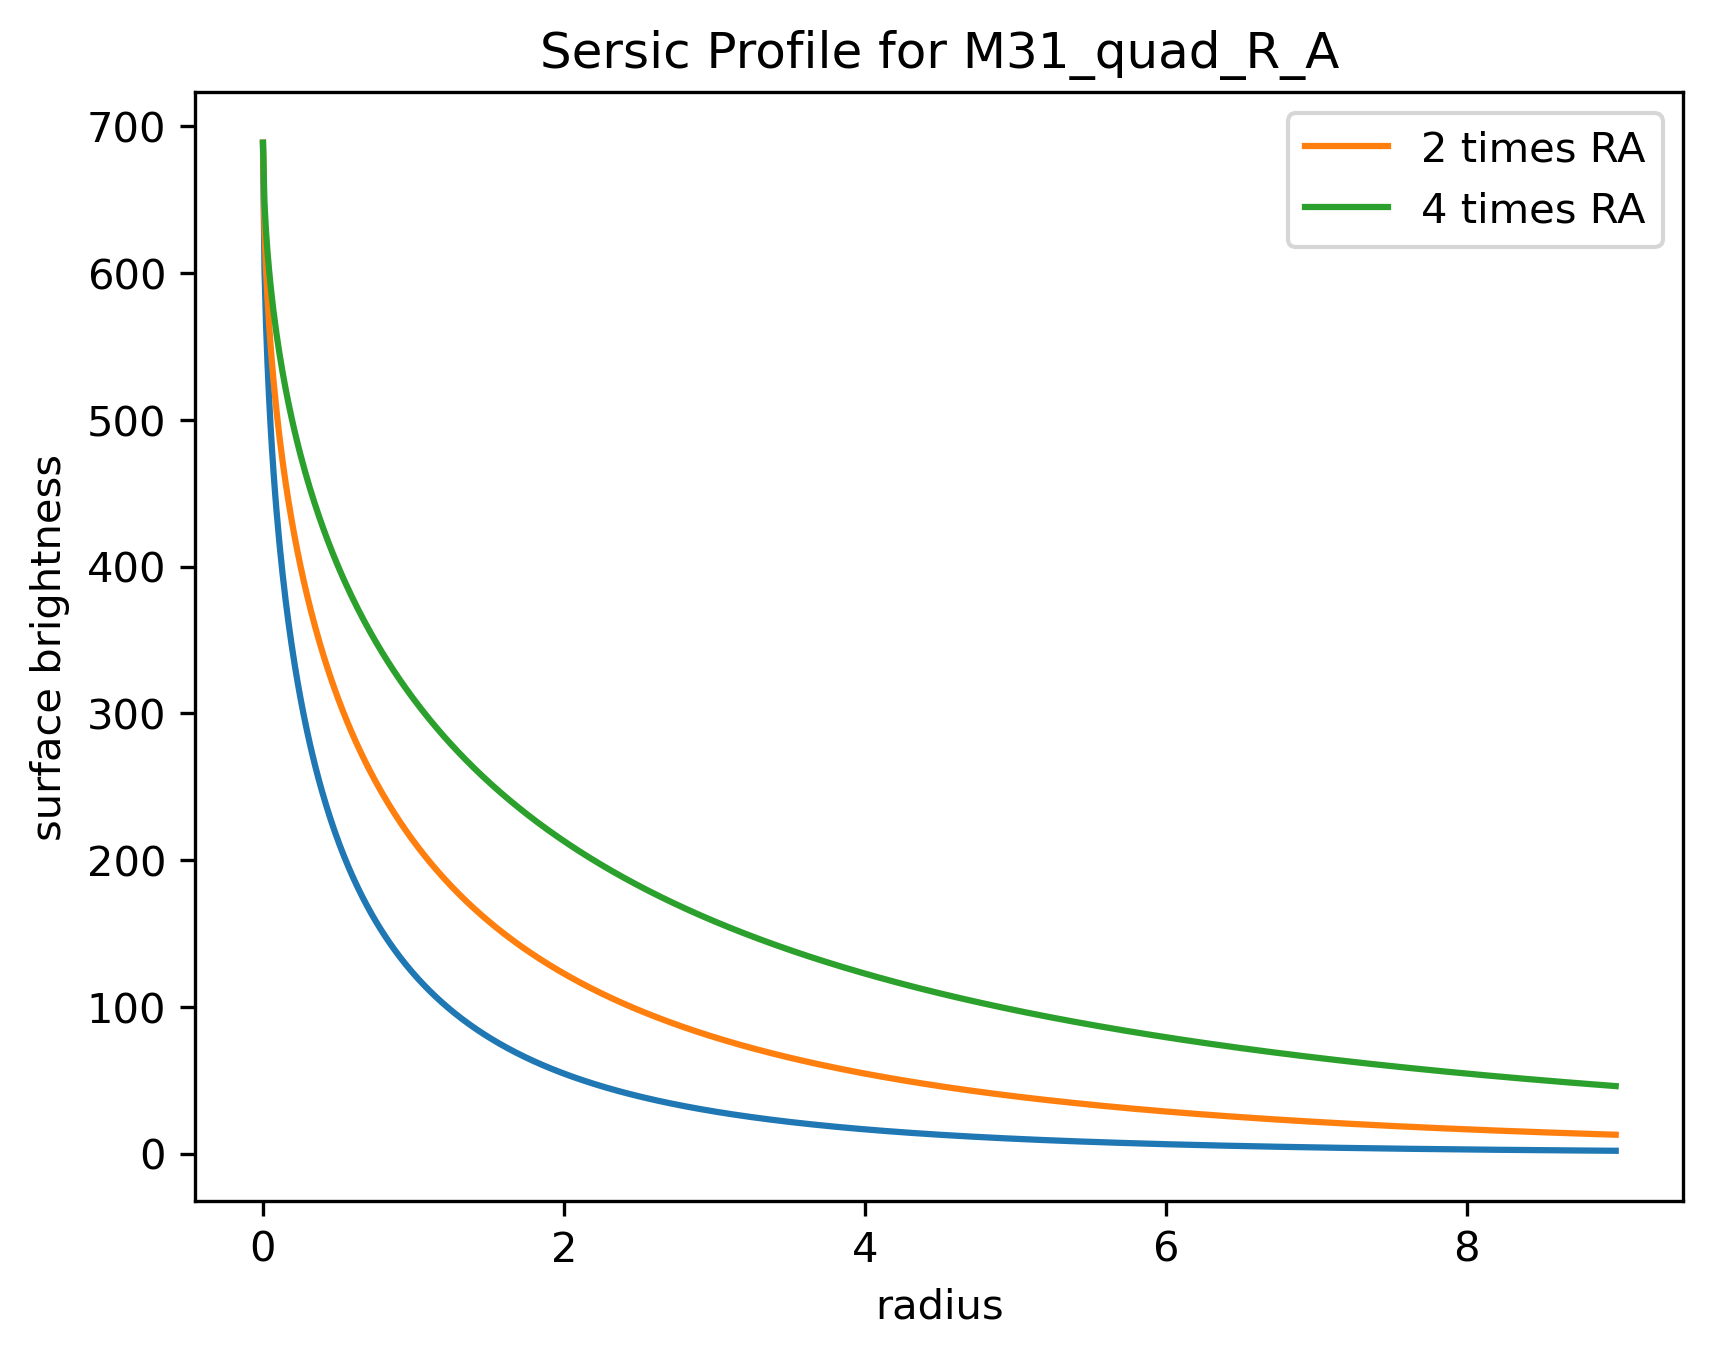 Sersic Profile for M31_quad_R_A
2 times RA
4 times RA
700
600
500
400
300
200
100
0
surface brightness
0 2 4 6 8
radius